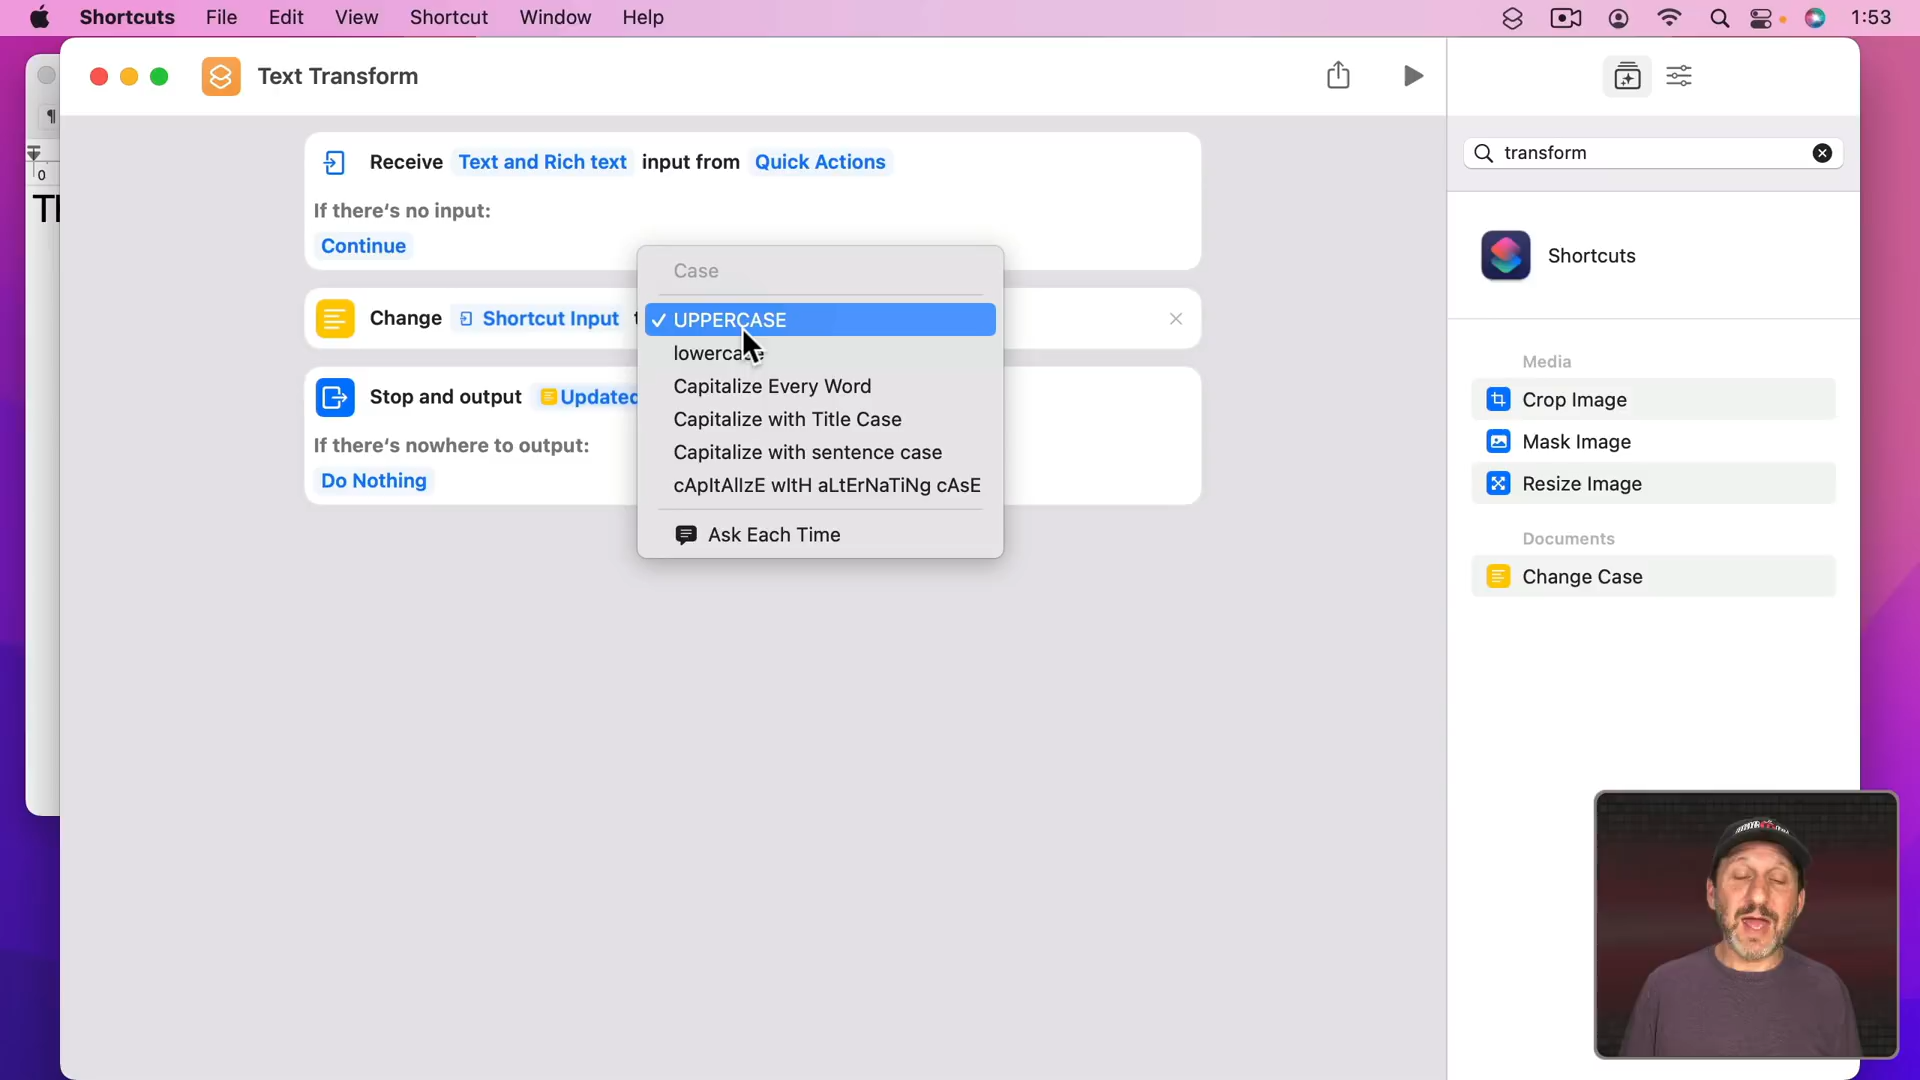 Shortcuts File Edit View Shortcut Window Help 1:53
Text Transform
transform
Receive Text and Rich text input from Quick Actions
If there's no input:
Continue
Case
Change Shortcut Input
UPPERCASE
lowercase
Capitalize Every Word
Capitalize with Title Case
Capitalize with sentence case
cApItAlIzE wItH aLtErNaTiNg cAsE
Ask Each Time
Stop and output Updated
If there's nowhere to output:
Do Nothing
Shortcuts
Media
Crop Image
Mask Image
Resize Image
Documents
Change Case
0